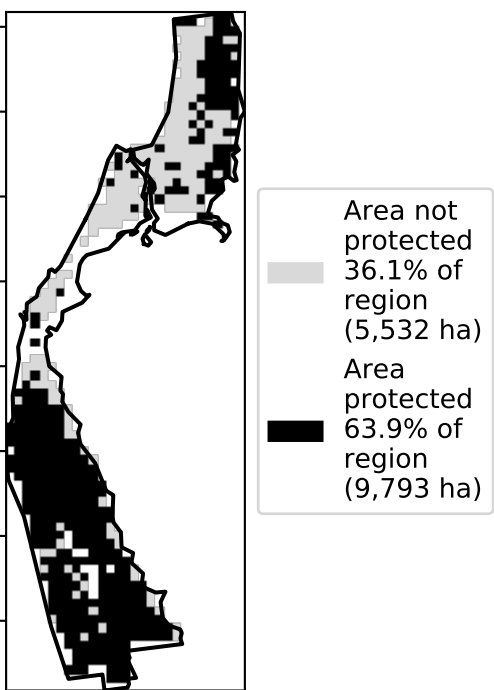 Area not
protected
36.1% of
region
(5,532 ha)
Area
protected
63.9% of
region
(9,793 ha)